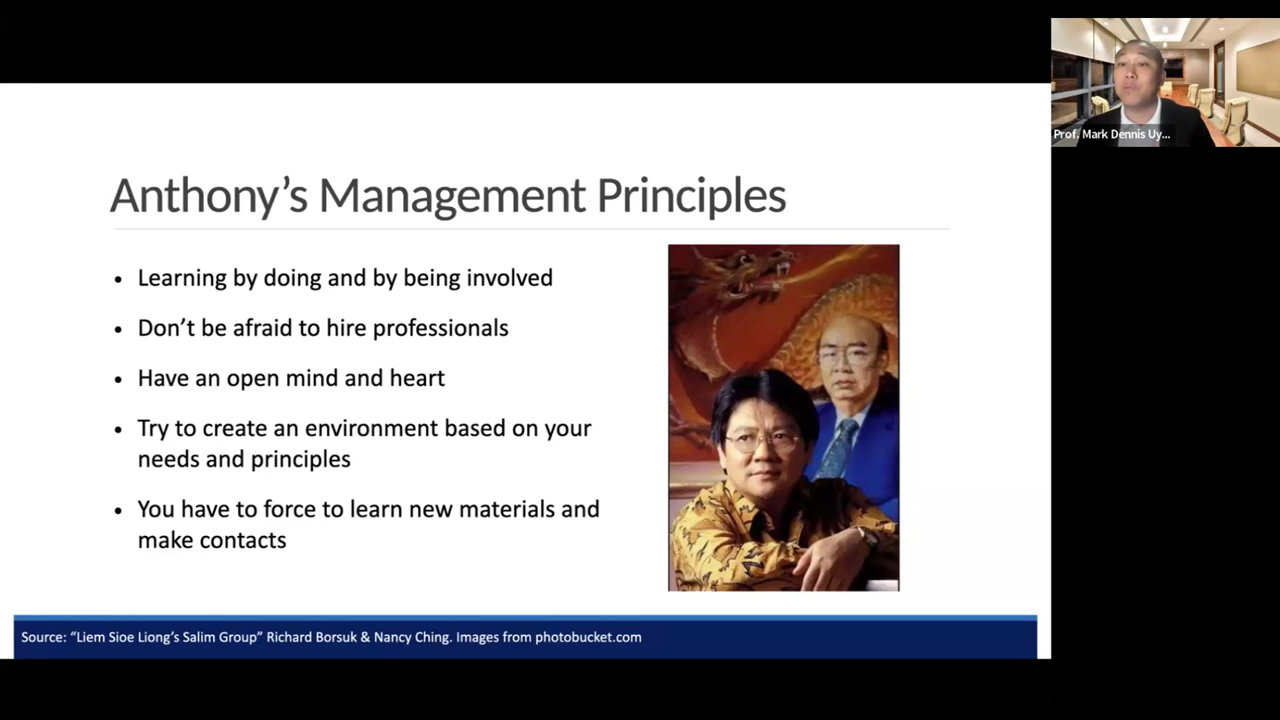 Prof. Mark Dennis Uy...
Anthony’s Management Principles
• Learning by doing and by being involved
• Don’t be afraid to hire professionals
• Have an open mind and heart
• Try to create an environment based on your
needs and principles
• You have to force to learn new materials and
make contacts
Source: “Liem Sioe Liong’s Salim Group” Richard Borsuk & Nancy Ching. Images from photobucket.com